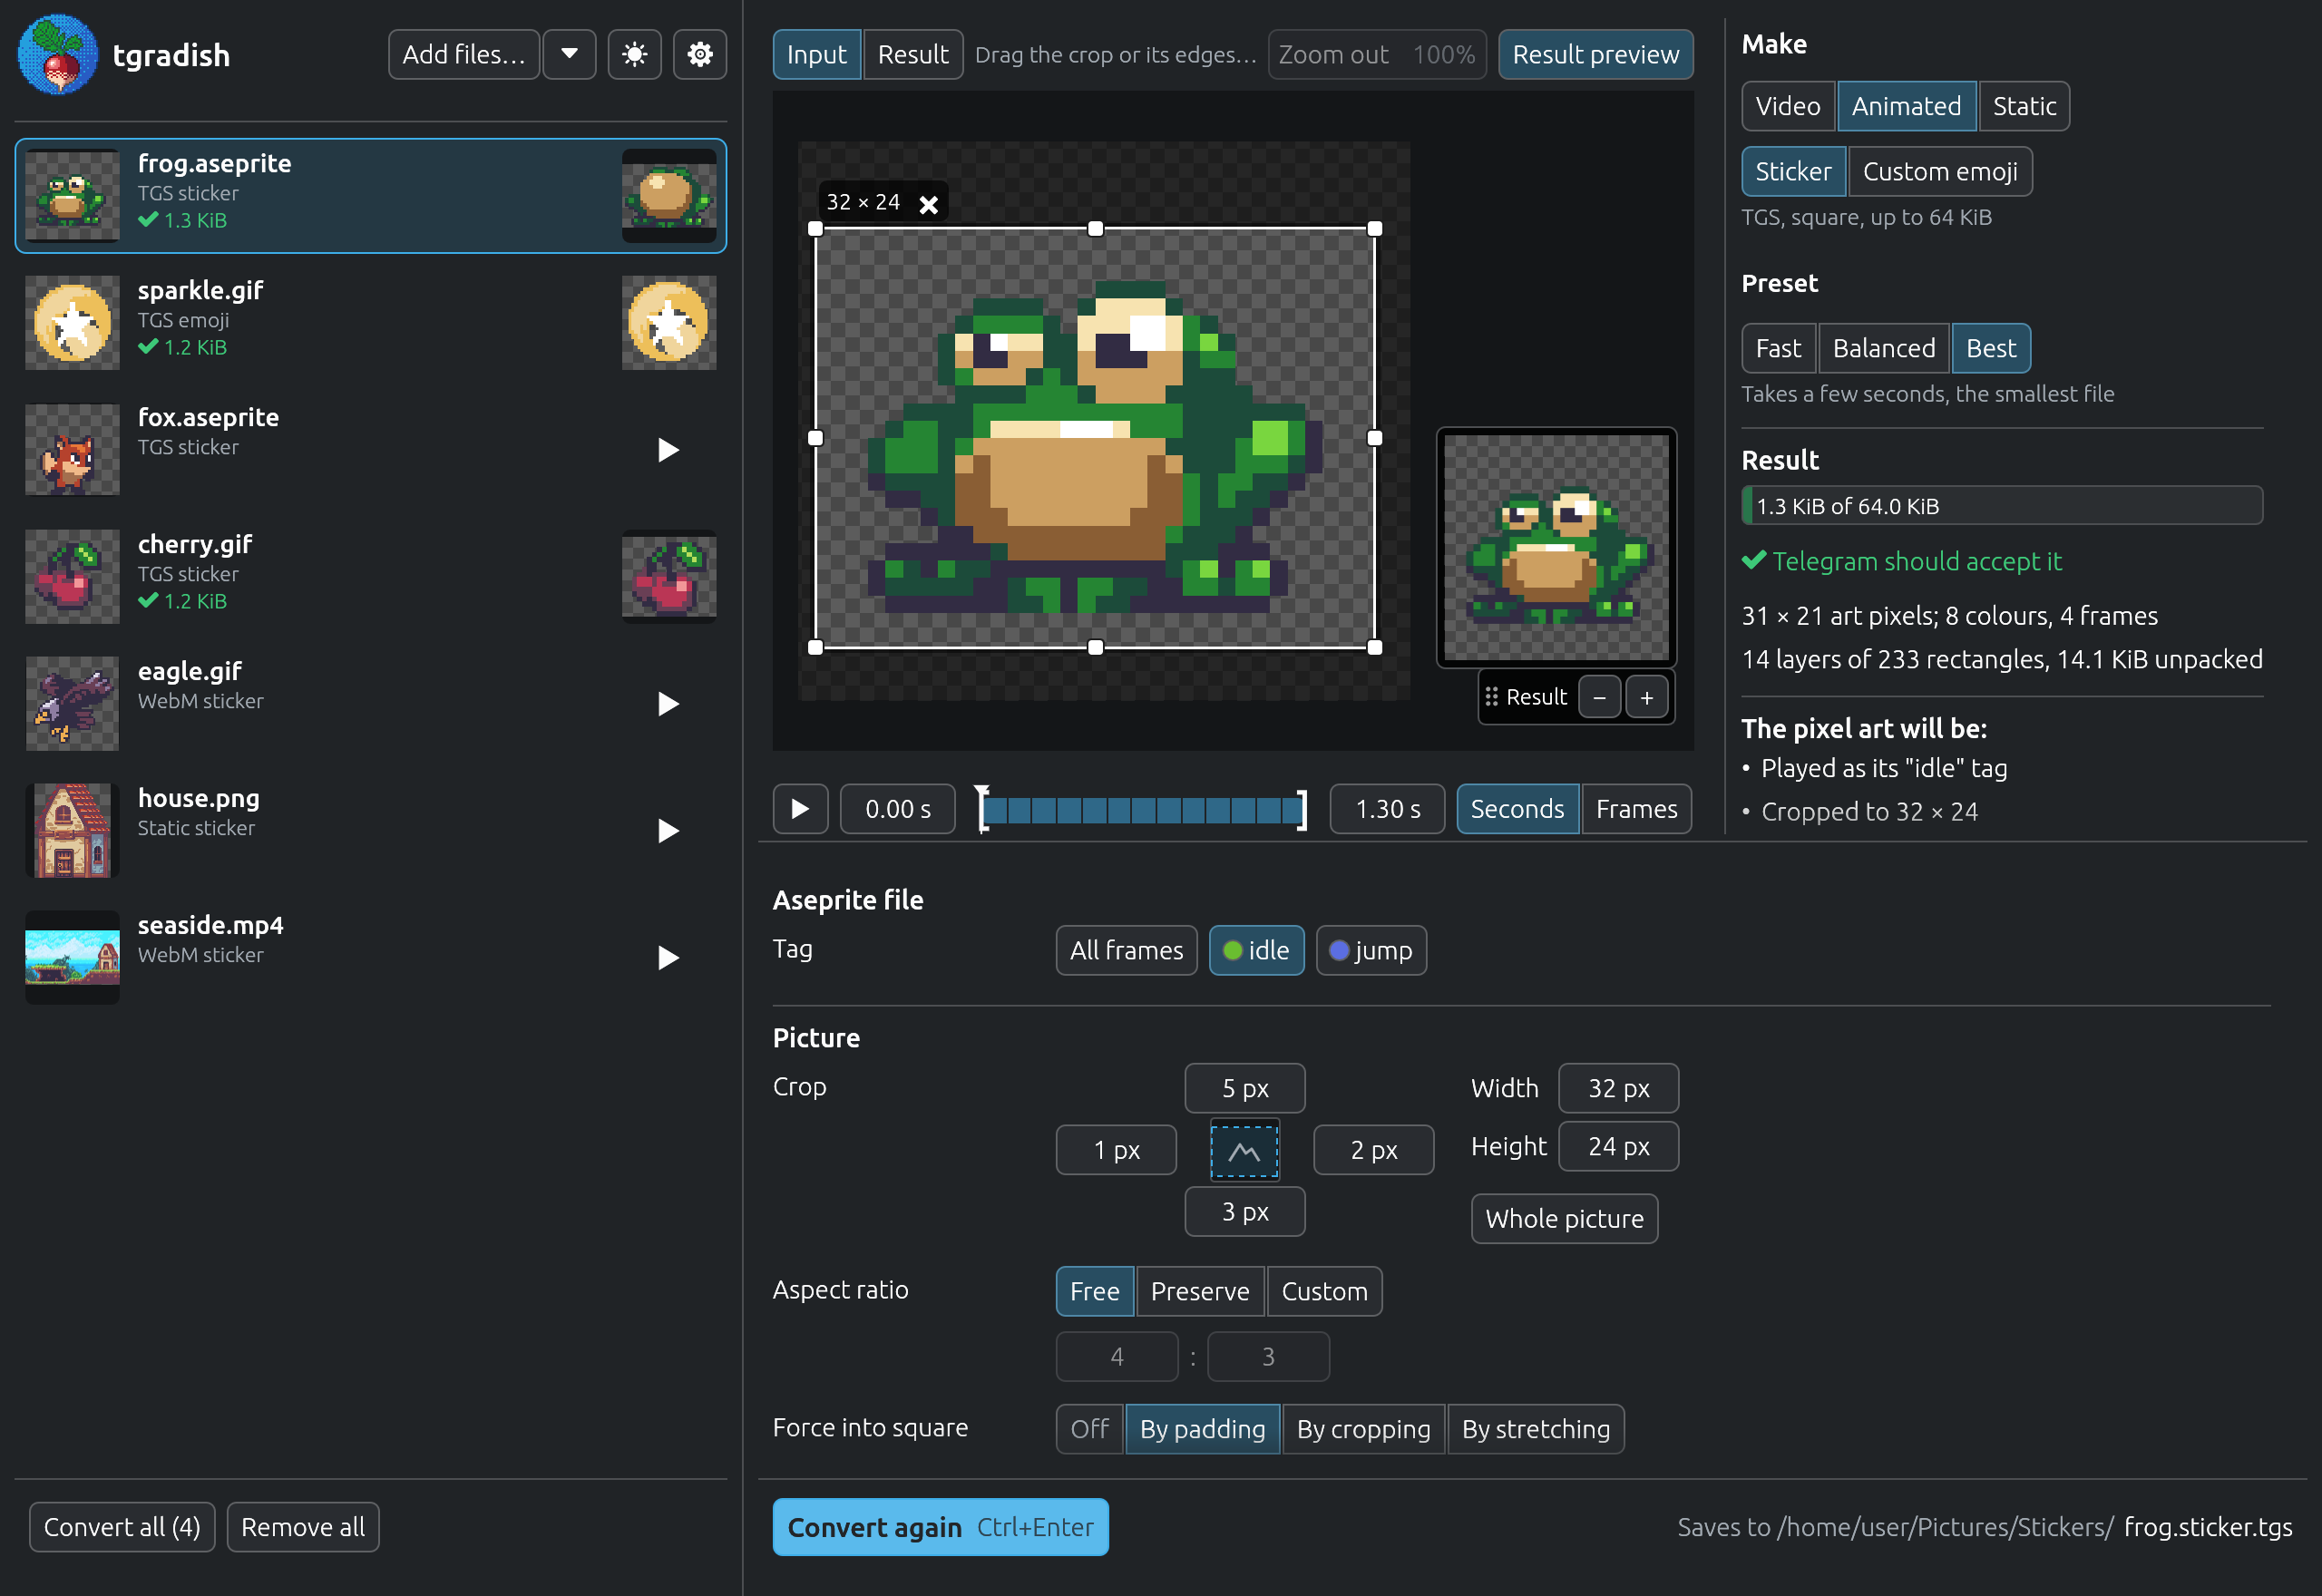 tgradish
Add files...
frog.aseprite
TGS sticker
1.3 KiB
sparkle.gif
TGS emoji
1.2 KiB
fox.aseprite
TGS sticker
cherry.gif
TGS sticker
1.2 KiB
eagle.gif
WebM sticker
house.png
Static sticker
seaside.mp4
WebM sticker
Convert all (4) Remove all
Input Result Drag the crop or its edges... Zoom out 100% Result preview
32 × 24
Result − +
0.00 s 1.30 s Seconds Frames
Make
Video Animated Static
Sticker Custom emoji
TGS, square, up to 64 KiB
Preset
Fast Balanced Best
Takes a few seconds, the smallest file
Result
1.3 KiB of 64.0 KiB
Telegram should accept it
31 × 21 art pixels; 8 colours, 4 frames
14 layers of 233 rectangles, 14.1 KiB unpacked
The pixel art will be:
• Played as its "idle" tag
• Cropped to 32 × 24
Aseprite file
Tag All frames idle jump
Picture
Crop 5 px Width 32 px
1 px 2 px Height 24 px
3 px Whole picture
Aspect ratio Free Preserve Custom
4 : 3
Force into square Off By padding By cropping By stretching
Convert again Ctrl+Enter
Saves to /home/user/Pictures/Stickers/ frog.sticker.tgs